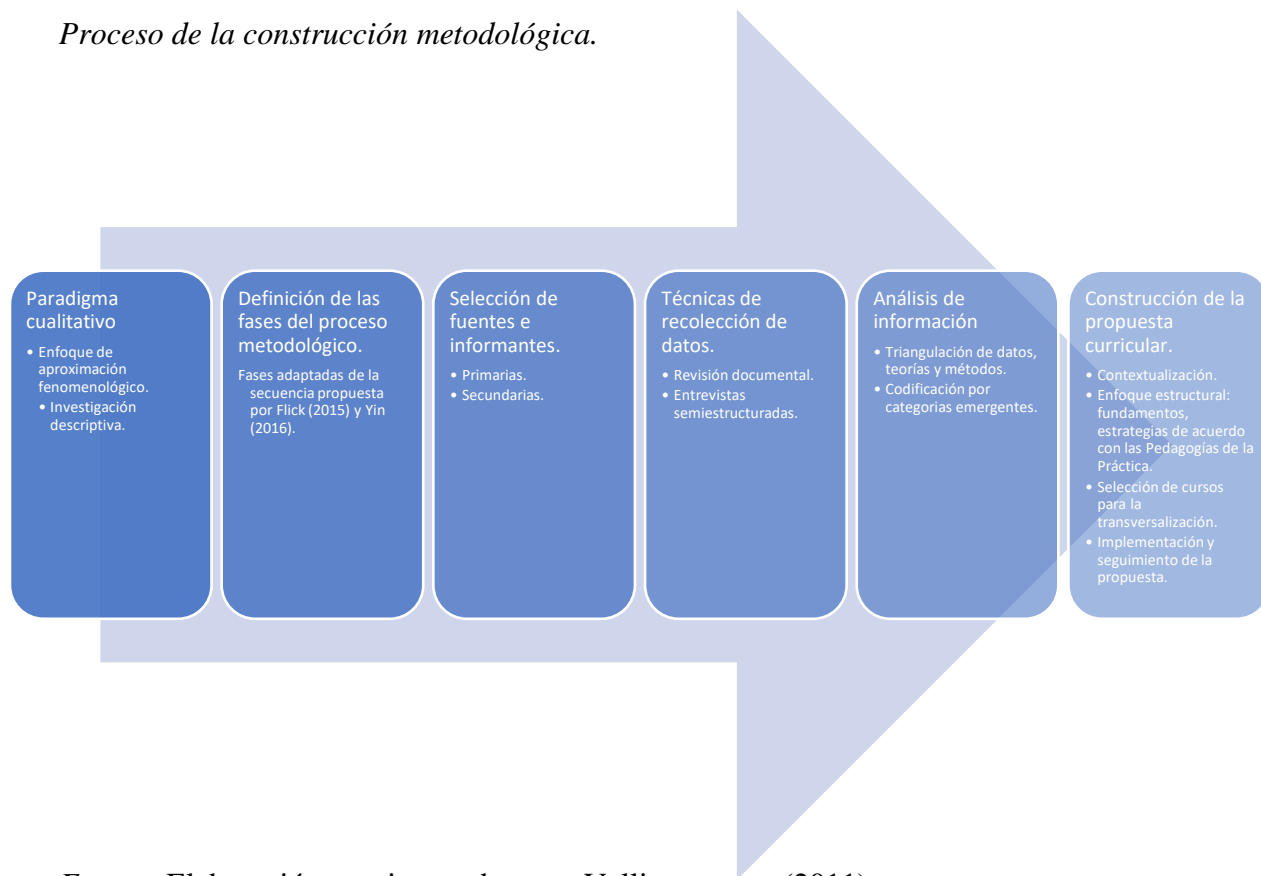 Proceso de la construcción metodológica.
Paradigma
cualitativo
• Enfoque de
aproximación
fenomenológico.
• Investigación
descriptiva.
Definición de las
fases del proceso
metodológico.
Fases adaptadas de la
secuencia propuesta
por Flick (2015) y Yin
(2016).
Selección de
fuentes e
informantes.
• Primarias.
• Secundarias.
Técnicas de
recolección de
datos.
• Revisión documental.
• Entrevistas
semiestructuradas.
Análisis de
información
• Triangulación de datos,
teorías y métodos.
• Codificación por
categorias emergentes.
Construcción de la
propuesta
curricular.
• Contextualización.
• Enfoque estructural:
fundamentos,
estrategias de acuerdo
con las Pedagogías de la
Práctica.
• Selección de cursos
para la
transversalización.
• Implementación y
seguimiento de la
propuesta.
(2011)